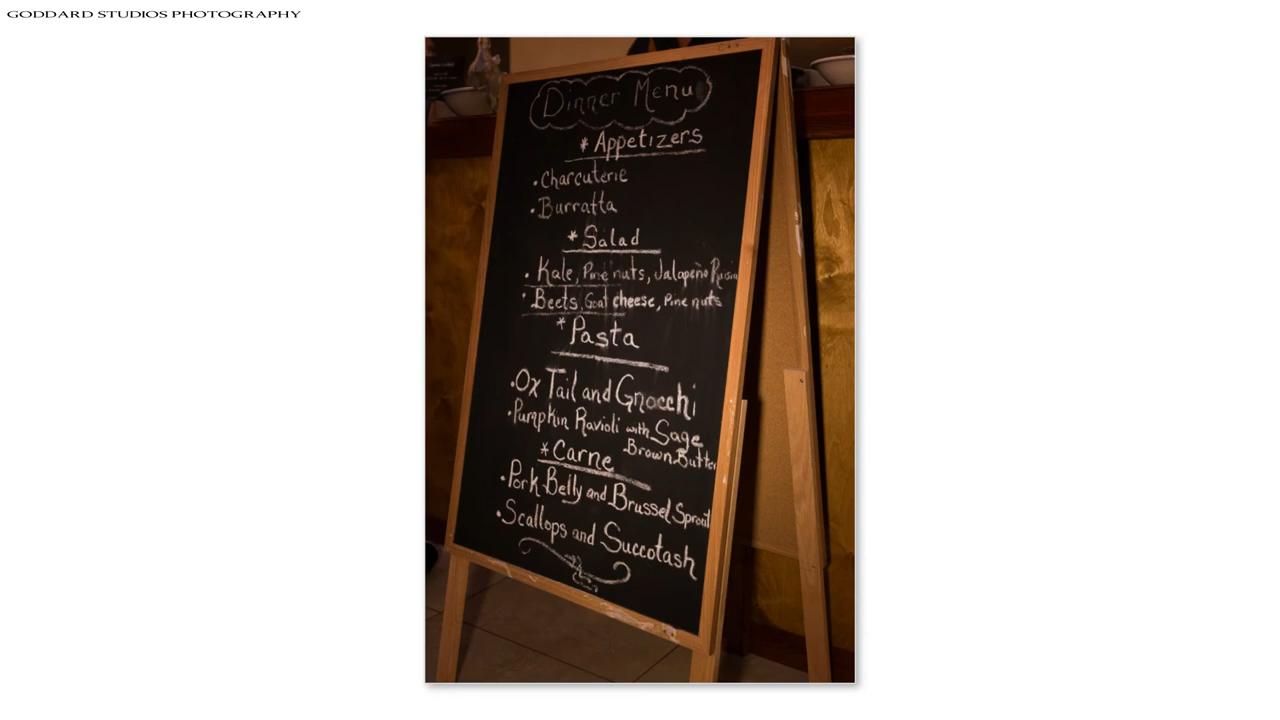 GODDARD STUDIOS PHOTOGRAPHY
Dinner Menu
* Appetizers
• Charcuterie
• Burratta
* Salad
• Kale, Pine nuts, Jalapeño
• Beets, Goat cheese, Pine nuts
* Pasta
• Ox Tail and Gnocchi
• Pumpkin Ravioli with Sage
Brown Butter
* Carne
• Pork Belly and Brussel Sprout
• Scallops and Succotash